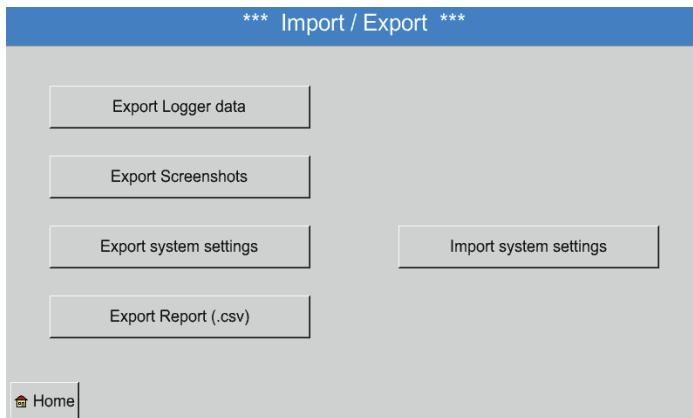 *** Import / Export ***
Export Logger data
Export Screenshots
Export system settings
Import system settings
Export Report (.csv)
Home